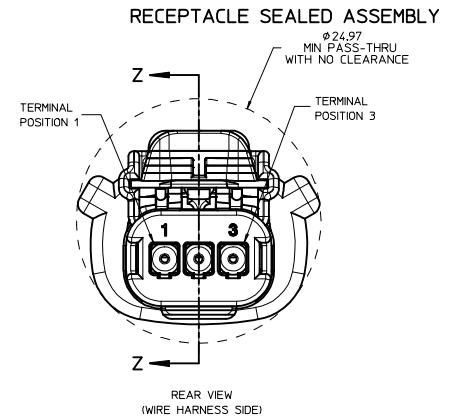 RECEPTACLE SEALED ASSEMBLY
⌀24.97
MIN PASS-THRU
WITH NO CLEARANCE
Z
TERMINAL
POSITION 1
TERMINAL
POSITION 3
1 3
Z
REAR VIEW
(WIRE HARNESS SIDE)